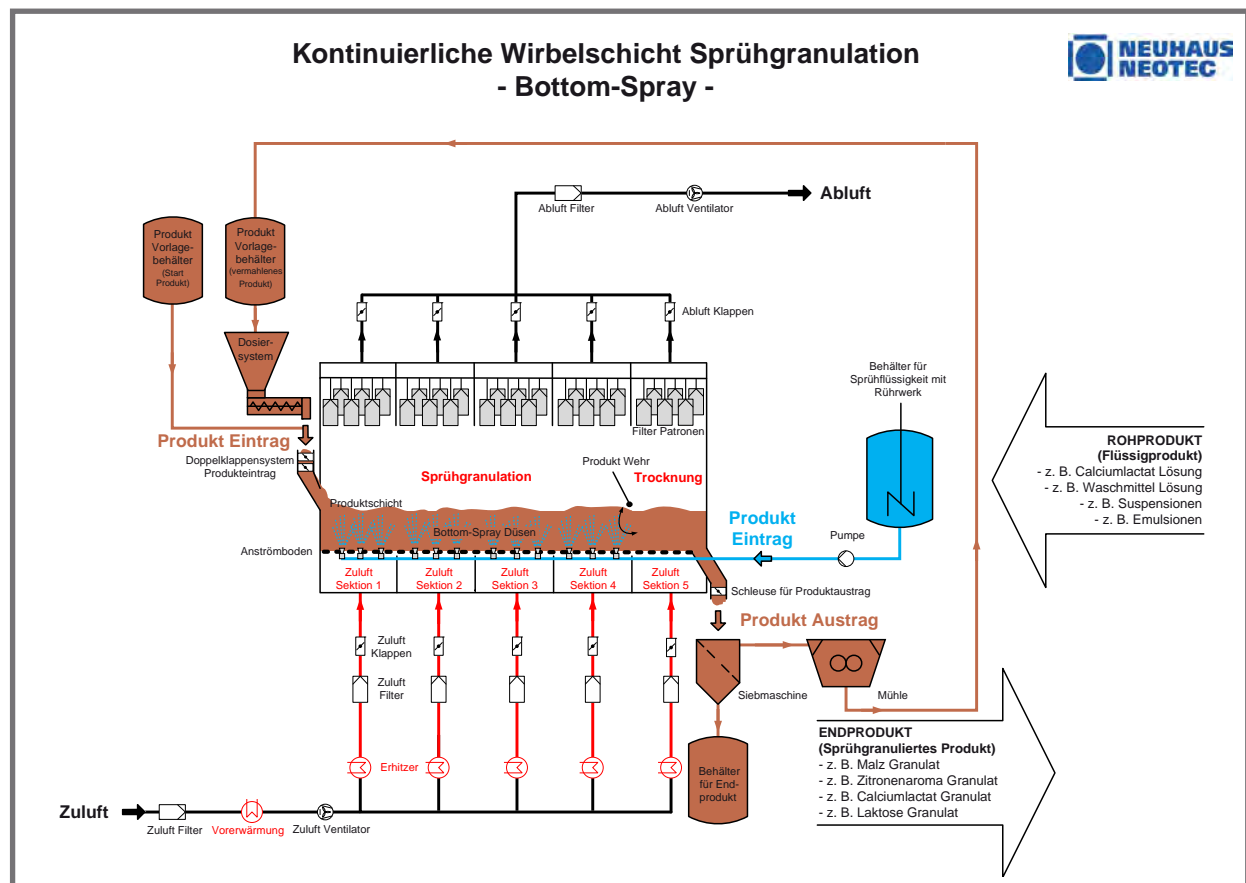 Kontinuierliche Wirbelschicht Sprühgranulation
- Bottom-Spray -
NEUHAUS
NEOTEC
Abluft
Abluft Filter
Abluft Ventilator
Produkt
Vorlage-
behälter
(Start
Produkt)
Produkt
Vorlage-
behälter
(vermahlenes
Produkt)
Abluft Klappen
Dosier-
system
Behälter für
Sprühflüssigkeit mit
Rührwerk
Filter Patronen
Produkt Eintrag
Doppelklappensystem
Produkteintrag
Sprühgranulation
Produkt Wehr
Trocknung
ROHPRODUKT
(Flüssigprodukt)
- z. B. Calciumlactat Lösung
- z. B. Waschmittel Lösung
- z. B. Suspensionen
- z. B. Emulsionen
Produktschicht
Bottom-Spray Düsen
Produkt
Eintrag
Pumpe
Anströmboden
Zuluft
Sektion 1
Zuluft
Sektion 2
Zuluft
Sektion 3
Zuluft
Sektion 4
Zuluft
Sektion 5
Schleuse für Produktaustrag
Produkt Austrag
Zuluft
Klappen
Zuluft
Filter
Siebmaschine
Mühle
Erhitzer
Behälter
für End-
produkt
ENDPRODUKT
(Sprühgranuliertes Produkt)
- z. B. Malz Granulat
- z. B. Zitronenaroma Granulat
- z. B. Calciumlactat Granulat
- z. B. Laktose Granulat
Zuluft
Zuluft Filter
Vorerwärmung
Zuluft Ventilator